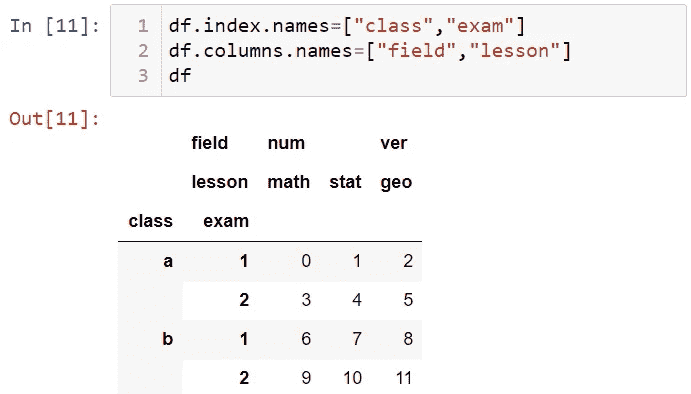 In [11]:
1 df.index.names=["class","exam"]
2 df.columns.names=["field","lesson"]
3 df
Out[11]:
field num ver
lesson math stat geo
class exam
a 1 0 1 2
2 3 4 5
b 1 6 7 8
2 9 10 11